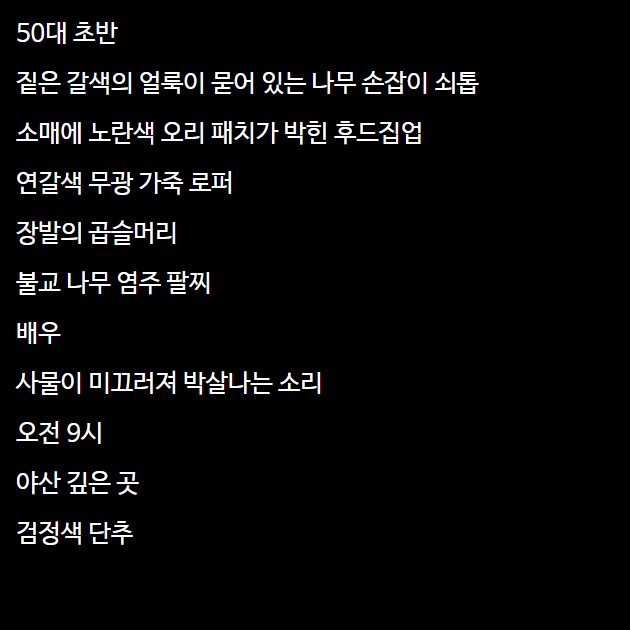 50대 초반
짙은 갈색의 얼룩이 묻어 있는 나무 손잡이 쇠톱
소매에 노란색 오리 패치가 박힌 후드집업
연갈색 무광 가죽 로퍼
장발의 곱슬머리
불교 나무 염주 팔찌
배우
사물이 미끄러져 박살나는 소리
오전 9시
야산 깊은 곳
검정색 단추